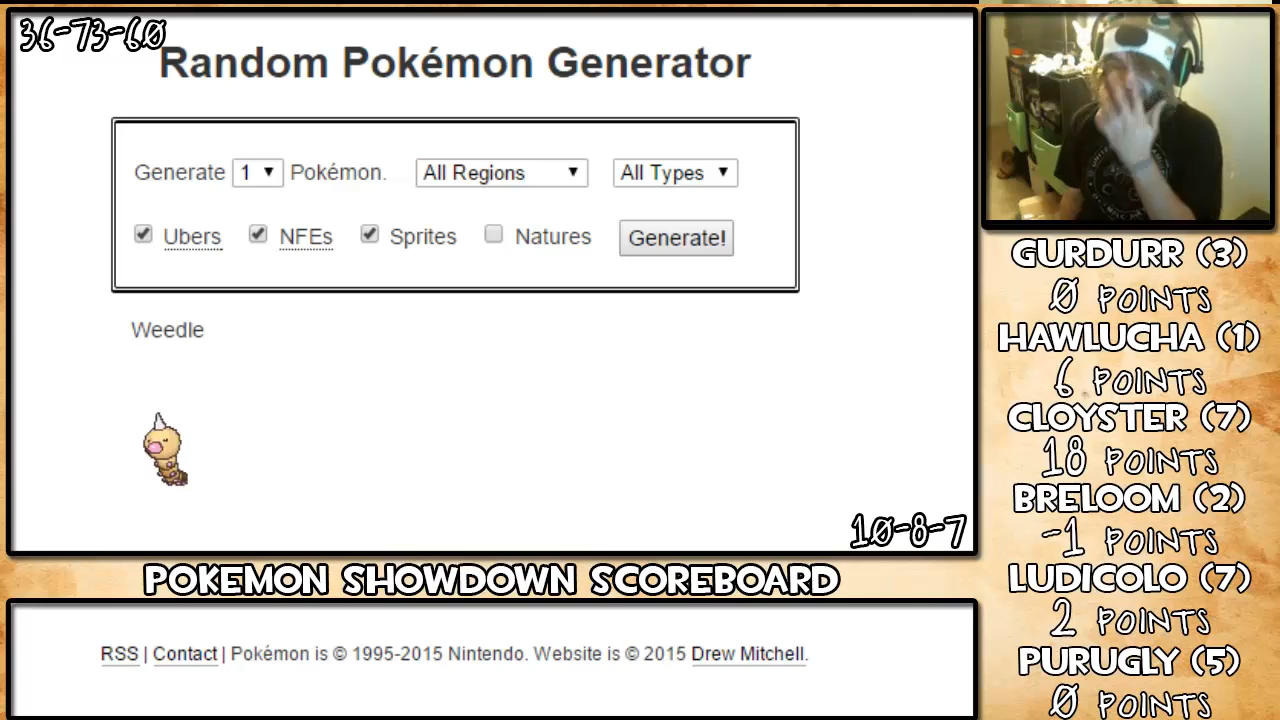 36-73-60
Random Pokémon Generator
Generate 1 Pokémon. All Regions All Types
Ubers NFEs Sprites Natures Generate!
Weedle
10-8-7
POKEMON SHOWDOWN SCOREBOARD
RSS | Contact | Pokémon is © 1995-2015 Nintendo. Website is © 2015 Drew Mitchell.
GURDURR (3)
0 POINTS
HAWLUCHA (1)
6 POINTS
CLOYSTER (7)
18 POINTS
BRELOOM (2)
-1 POINTS
LUDICOLO (7)
2 POINTS
PURUGLY (5)
0 POINTS